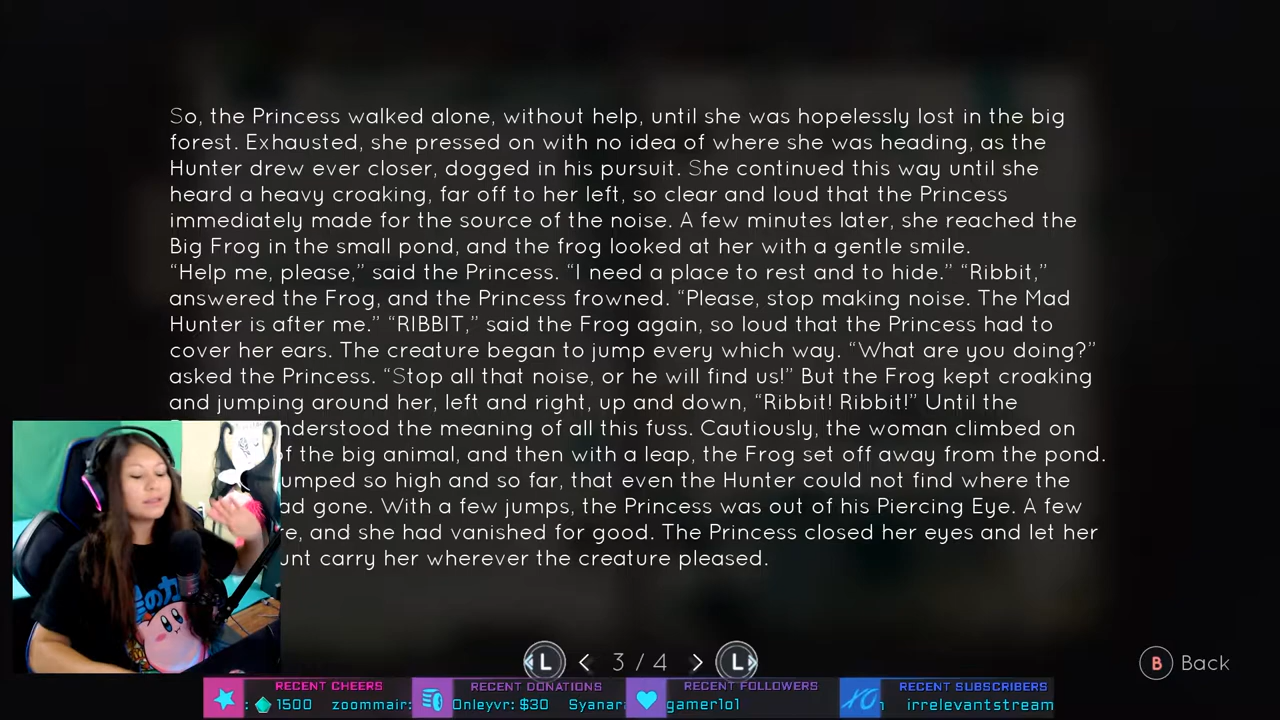 So, the Princess walked alone, without help, until she was hopelessly lost in the big
forest. Exhausted, she pressed on with no idea of where she was heading, as the
Hunter drew ever closer, dogged in his pursuit. She continued this way until she
heard a heavy croaking, far off to her left, so clear and loud that the Princess
immediately made for the source of the noise. A few minutes later, she reached the
Big Frog in the small pond, and the frog looked at her with a gentle smile.
“Help me, please,” said the Princess. “I need a place to rest and to hide.” “Ribbit,”
answered the Frog, and the Princess frowned. “Please, stop making noise. The Mad
Hunter is after me.” “RIBBIT,” said the Frog again, so loud that the Princess had to
cover her ears. The creature began to jump every which way. “What are you doing?”
asked the Princess. “Stop all that noise, or he will find us!” But the Frog kept croaking
and jumping around her, left and right, up and down, “Ribbit! Ribbit!” Until the
nderstood the meaning of all this fuss. Cautiously, the woman climbed on
f the big animal, and then with a leap, the Frog set off away from the pond.
umped so high and so far, that even the Hunter could not find where the
ad gone. With a few jumps, the Princess was out of his Piercing Eye. A few
re, and she had vanished for good. The Princess closed her eyes and let her
unt carry her wherever the creature pleased.
L < 3 / 4 > L
B Back
RECENT CHEERS
: 1500 zoommair:
RECENT DONATIONS
Onleyvr: $30 Syanar
RECENT FOLLOWERS
gamer1o1
RECENT SUBSCRIBERS
irrelevantstream